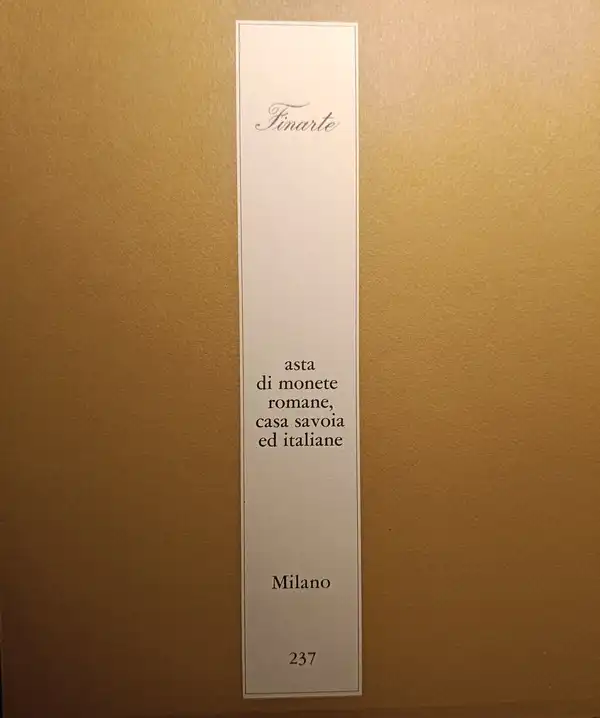 Finarte
asta
di monete
romane,
casa savoia
ed italiane
Milano
237